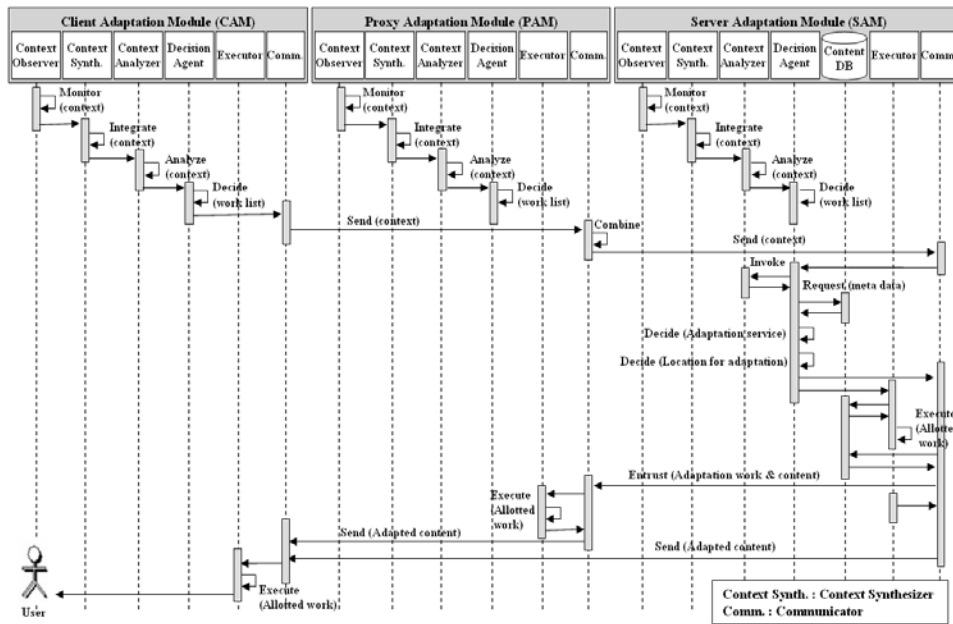 Client Adaptation Module (CAM)
Proxy Adaptation Module (PAM)
Server Adaptation Module (SAM)
Context
Observer
Context
Synth.
Context
Analyzer
Decision
Agent
Executor
Comm.
Context
Observer
Context
Synth.
Context
Analyzer
Decision
Agent
Executor
Comm.
Context
Observer
Context
Synth.
Context
Analyzer
Decision
Agent
Content
DB
Executor
Comm
Monitor
(context)
Monitor
(context)
Monitor
(context)
Integrate
(context)
Integrate
(context)
Integrate
(context)
Analyze
(context)
Analyze
(context)
Analyze
(context)
Decide
(work list)
Decide
(work list)
Decide
(work list)
Send (context)
Combine
Send (context)
Invoke
Request (meta data)
Decide (Adaptation service)
Decide (Location for adaptation)
Execute
(Allotted
work)
Entrust (Adaptation work & content)
Execute
(Allotted
work)
Send (Adapted content)
Send (Adapted content)
Execute
(Allotted work)
User
Context Synth. : Context Synthesizer
Comm. : Communicator